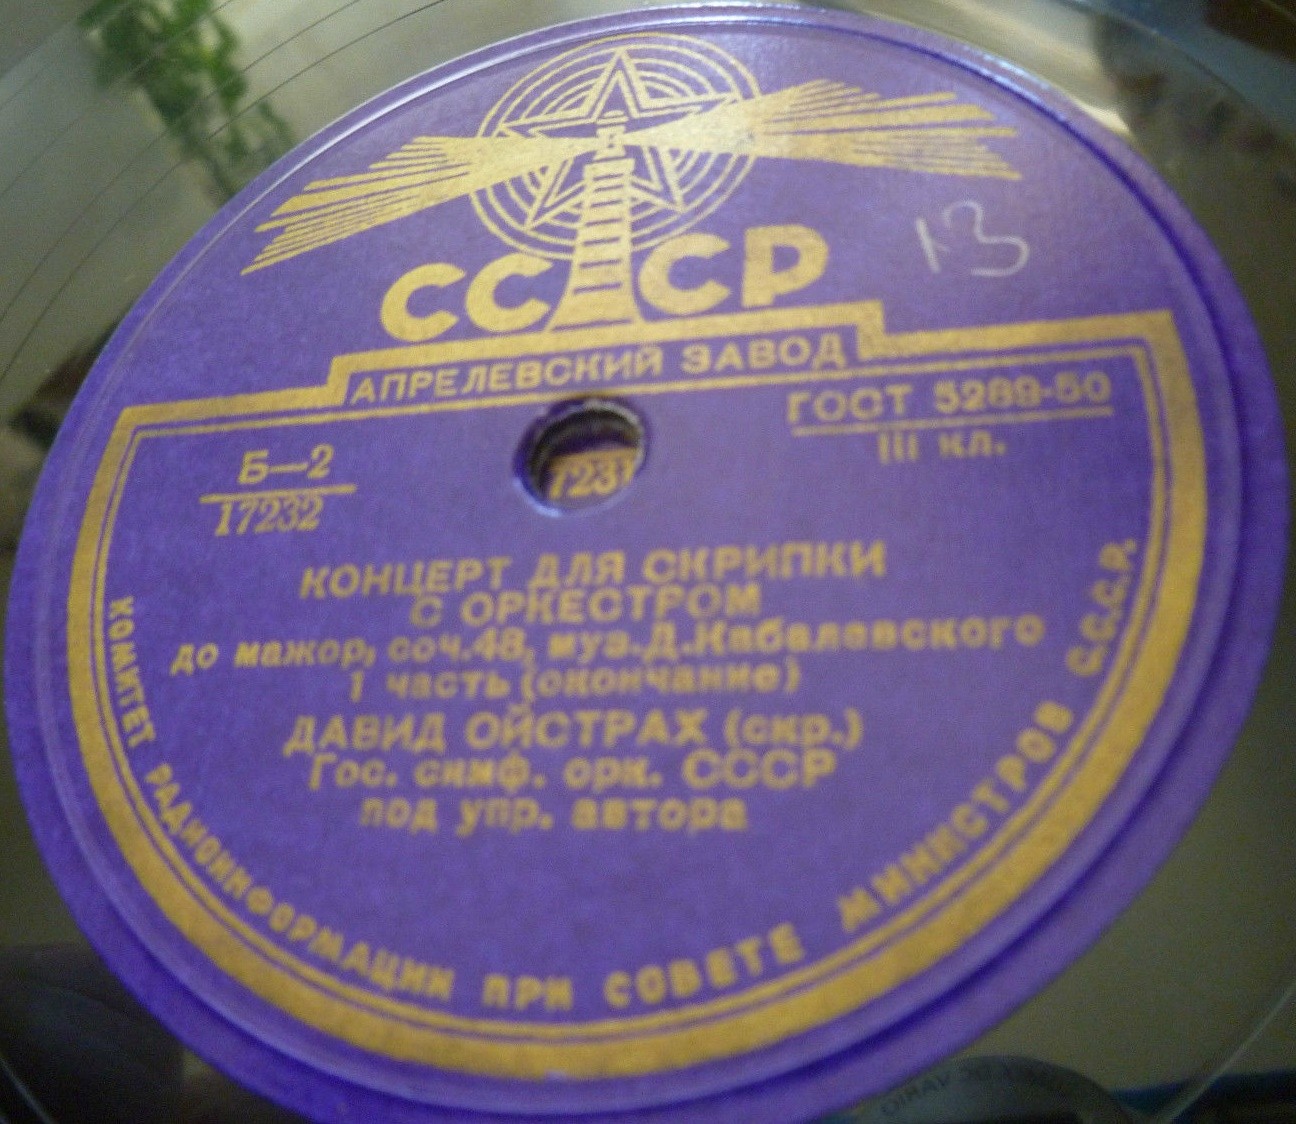 СССР
13
АПРЕЛЕВСКИЙ ЗАВОД
ГОСТ 5289-50
III кл.
Б—2
17232
7231
КОНЦЕРТ ДЛЯ СКРИПКИ
С ОРКЕСТРОМ
до мажор, соч.48, муз.Д.Кабалевского
1 часть (окончание)
ДАВИД ОЙСТРАХ (скр.)
Гос. симф. орк. СССР
под упр. автора
КОМИТЕТ РАДИОИНФОРМАЦИИ ПРИ СОВЕТЕ МИНИСТРОВ С.С.С.Р.